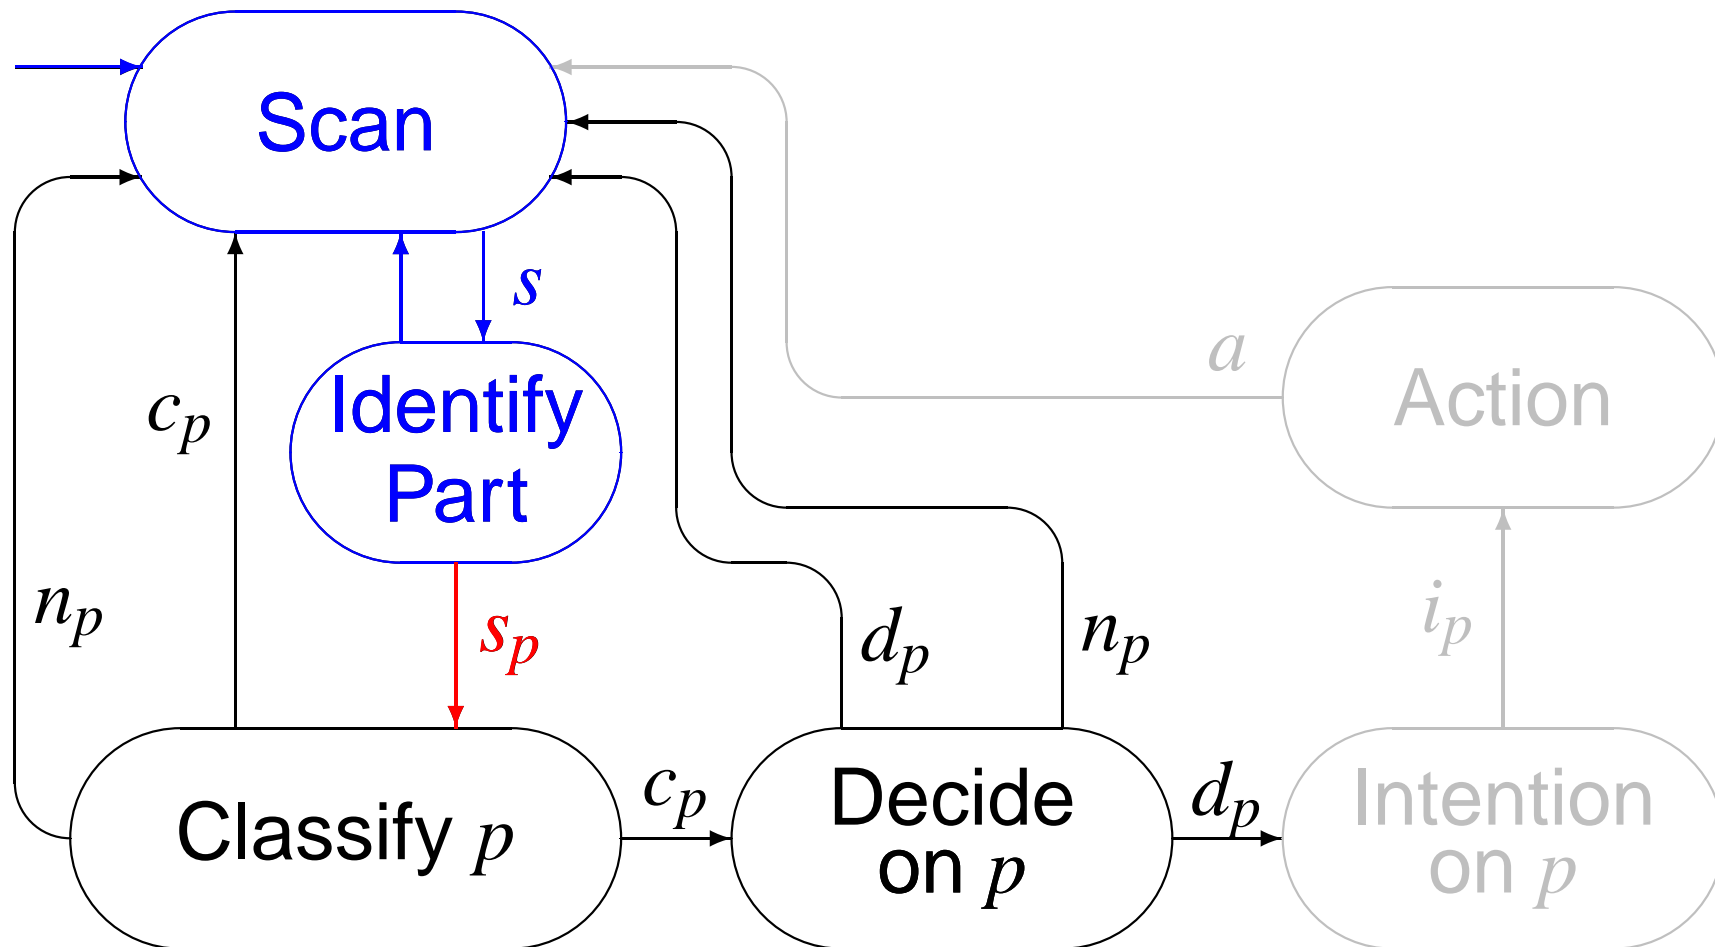 Scan
s
Identify
Part
a
Action
c_p
n_p
s_p
d_p
n_p
i_p
Classify p
c_p
Decide
on p
d_p
Intention
on p